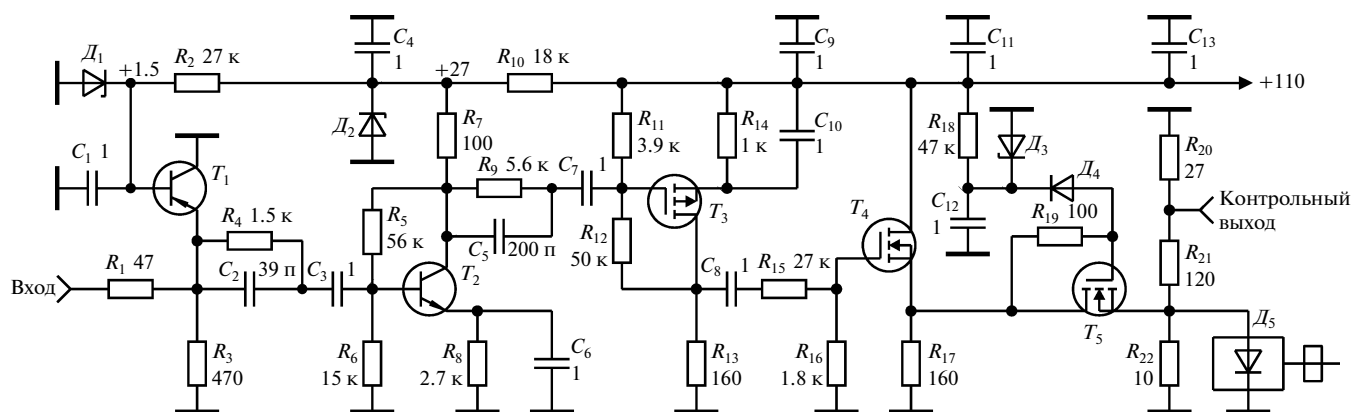 Д1
+1.5
R2 27 к
C4
1
+27
R10 18 к
C9
1
C11
1
C13
1
+110
Д2
R7
100
R11
3.9 к
R14
1 к
C10
1
R18
47 к
Д3
Д4
R20
27
C1 1
T1
R9 5.6 к
C7
1
T3
C12
1
R19
100
Контрольный
выход
R4 1.5 к
R5
56 к
C5
200 п
R12
50 к
T4
R21
120
Вход
R1 47
C2
39 п
C3
1
T2
C8
1
R15
27 к
T5
Д5
R3
470
R6
15 к
R8
2.7 к
C6
1
R13
160
R16
1.8 к
R17
160
R22
10